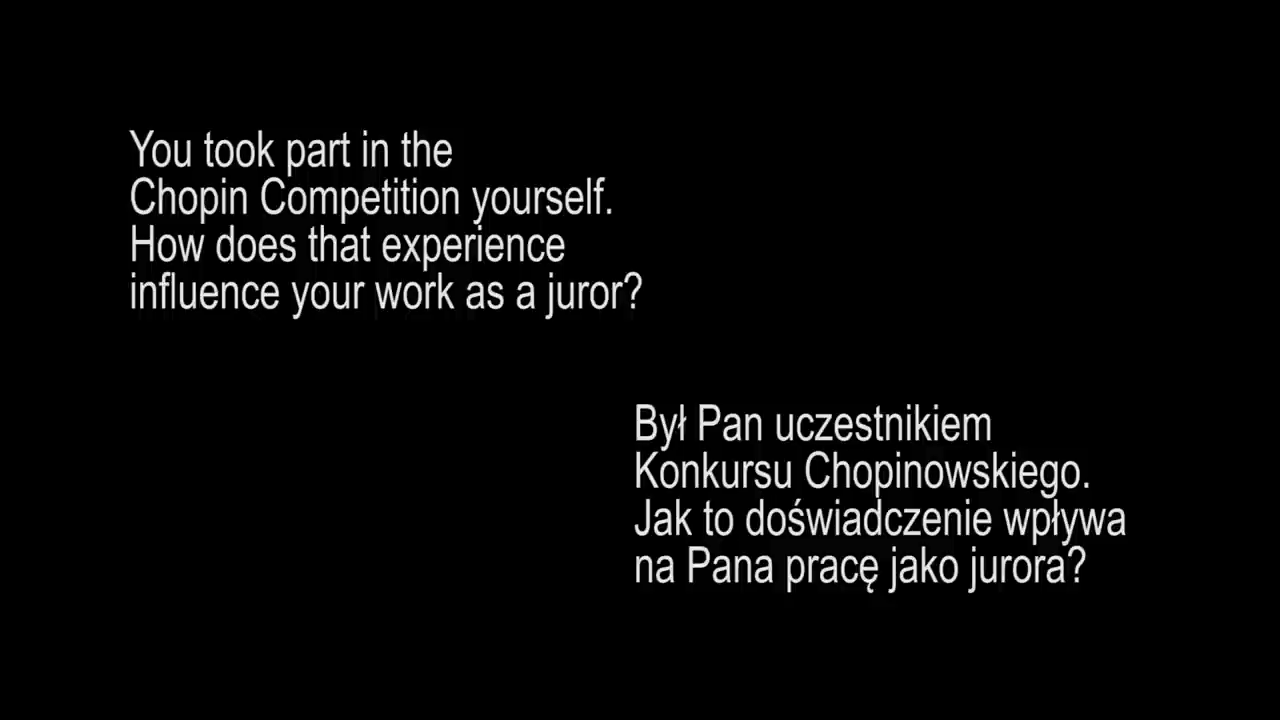 You took part in the
Chopin Competition yourself.
How does that experience
influence your work as a juror?
Był Pan uczestnikiem
Konkursu Chopinowskiego.
Jak to doświadczenie wpływa
na Pana pracę jako jurora?